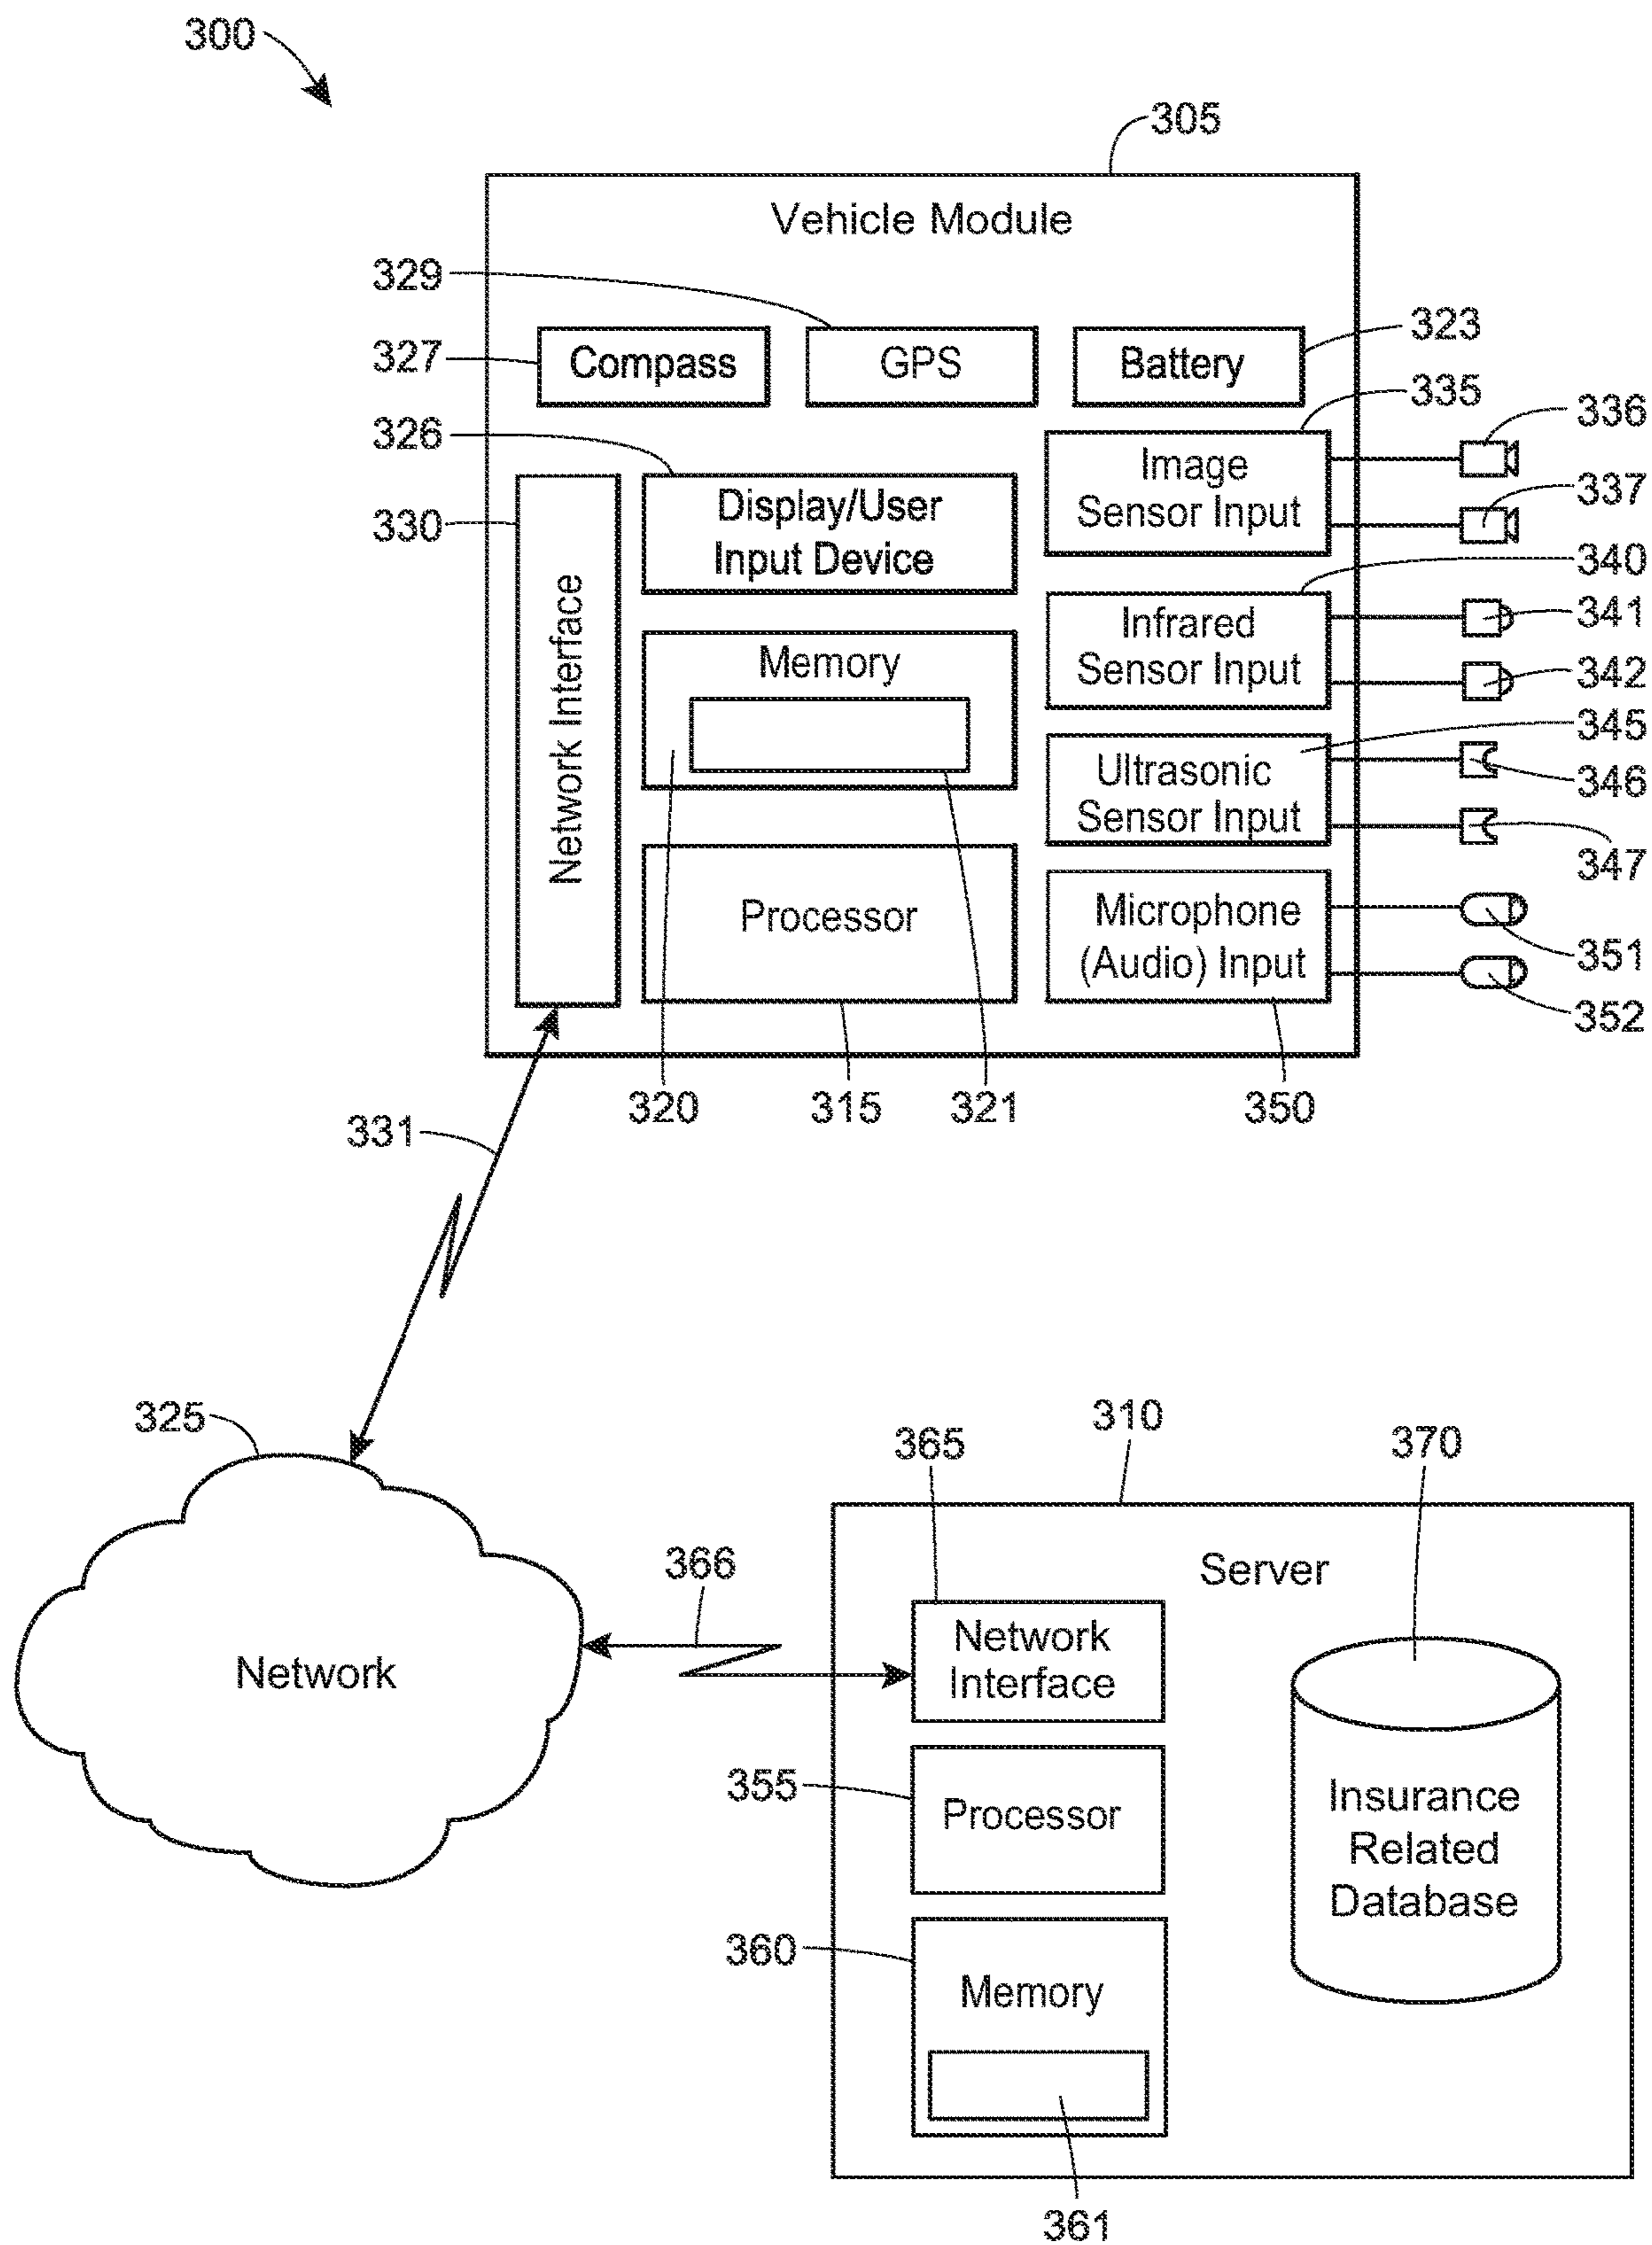 300
305
Vehicle Module
329
327
Compass
GPS
Battery
323
335
326
336
Image
Sensor Input
337
330
Display/User
Input Device
340
Network Interface
Infrared
Sensor Input
341
Memory
342
345
Ultrasonic
Sensor Input
346
347
Processor
Microphone
(Audio) Input
351
352
320
315
321
350
331
325
310
365
370
Server
366
Network
Interface
Network
355
Processor
Insurance
Related
Database
360
Memory
361